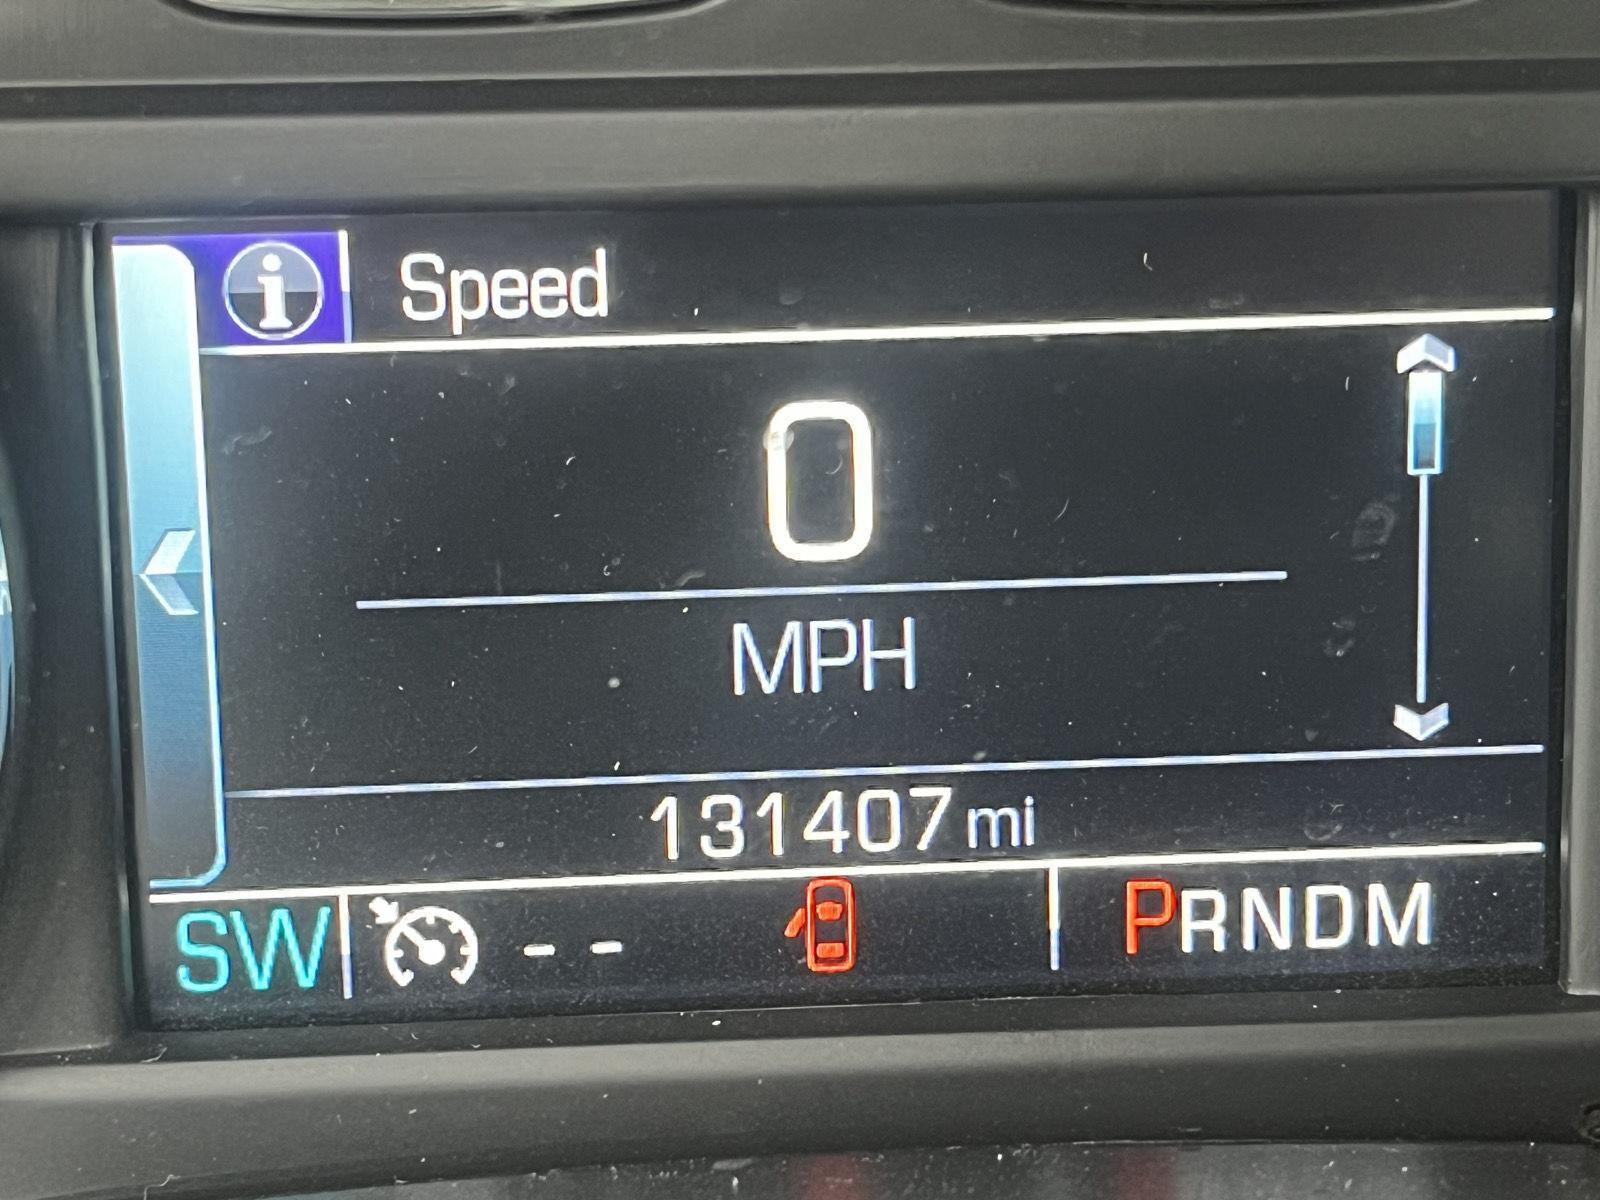 i Speed
0
MPH
131407 mi
SW -- PRNDM